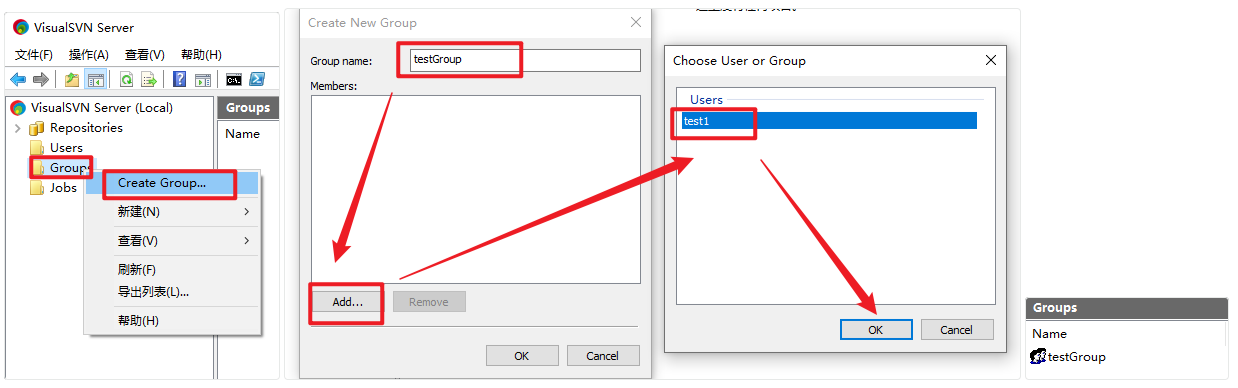 VisualSVN Server
文件(F) 操作(A) 查看(V) 帮助(H)
VisualSVN Server (Local)
Repositories
Users
Groups
Jobs
Groups
Name
Create Group...
新建(N)
查看(V)
刷新(F)
导出列表(L)...
帮助(H)
Create New Group
Group name:
testGroup
Members:
Add...
Remove
OK
Cancel
Choose User or Group
Users
test1
OK
Cancel
Groups
Name
testGroup